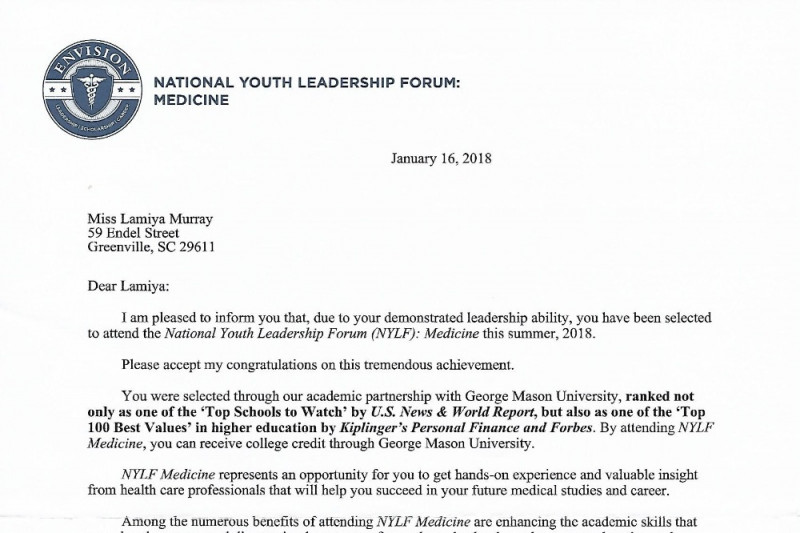 ENVISION
LEADERSHIP | SCHOLARSHIP | CAREER
NATIONAL YOUTH LEADERSHIP FORUM:
MEDICINE
January 16, 2018
Miss Lamiya Murray
59 Endel Street
Greenville, SC 29611
Dear Lamiya:
I am pleased to inform you that, due to your demonstrated leadership ability, you have been selected
to attend the National Youth Leadership Forum (NYLF): Medicine this summer, 2018.
Please accept my congratulations on this tremendous achievement.
You were selected through our academic partnership with George Mason University, ranked not
only as one of the ‘Top Schools to Watch’ by U.S. News & World Report, but also as one of the ‘Top
100 Best Values’ in higher education by Kiplinger’s Personal Finance and Forbes. By attending NYLF
Medicine, you can receive college credit through George Mason University.
NYLF Medicine represents an opportunity for you to get hands-on experience and valuable insight
from health care professionals that will help you succeed in your future medical studies and career.
Among the numerous benefits of attending NYLF Medicine are enhancing the academic skills that